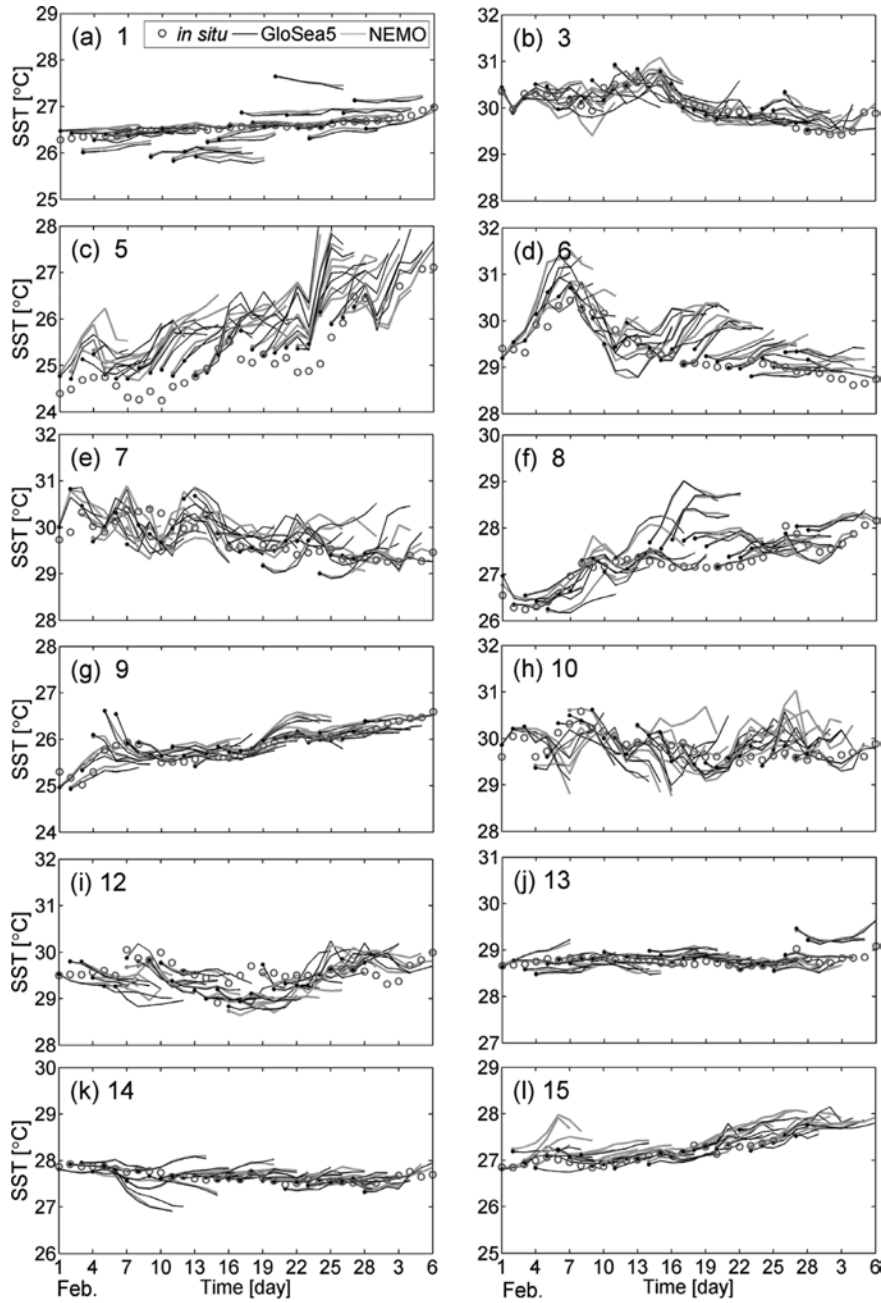 (a) 1
in situ GloSea5 NEMO
SST [°C]
29
28
27
26
25
(b) 3
32
31
30
29
28
(c) 5
SST [°C]
28
27
26
25
24
(d) 6
32
31
30
29
28
(e) 7
SST [°C]
32
31
30
29
28
(f) 8
30
29
28
27
26
(g) 9
SST [°C]
28
27
26
25
24
(h) 10
32
31
30
29
28
(i) 12
SST [°C]
32
31
30
29
28
(j) 13
31
30
29
28
27
(k) 14
SST [°C]
30
29
28
27
26
(l) 15
29
28
27
26
25
1 4 7 10 13 16 19 22 25 28 3 6
Feb. Time [day]
1 4 7 10 13 16 19 22 25 28 3 6
Feb. Time [day]